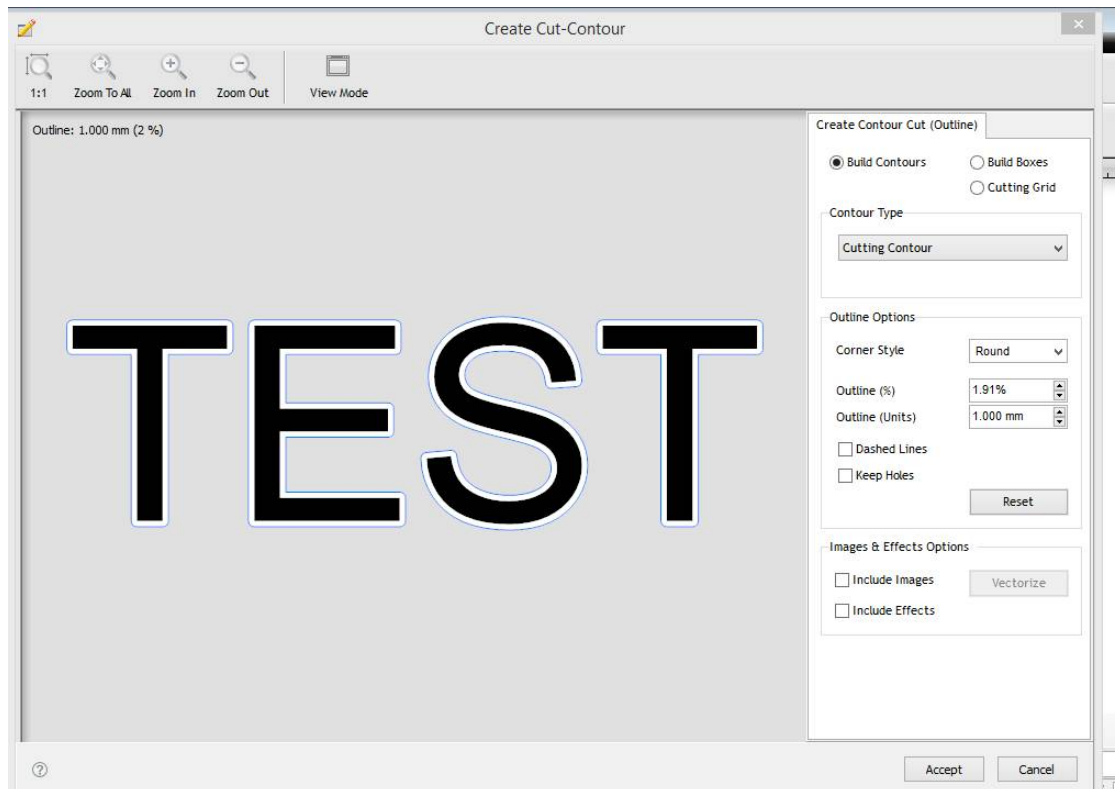 Create Cut-Contour
1:1 Zoom To All Zoom In Zoom Out View Mode
Outline: 1.000 mm (2 %)
TEST
Create Contour Cut (Outline)
Build Contours Build Boxes
Cutting Grid
Contour Type
Cutting Contour
Outline Options
Corner Style Round
Outline (%) 1.91%
Outline (Units) 1.000 mm
Dashed Lines
Keep Holes
Reset
Images & Effects Options
Include Images Vectorize
Include Effects
Accept Cancel